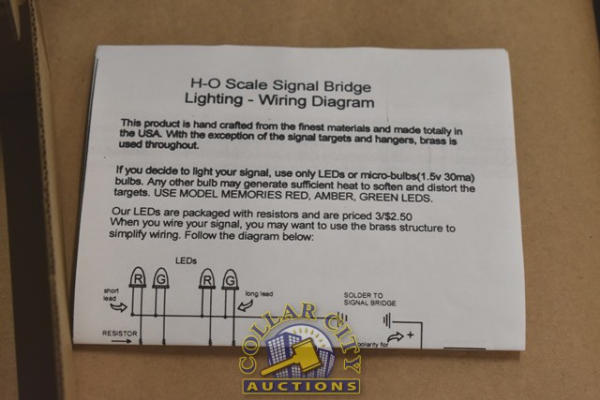 H-O Scale Signal Bridge
Lighting - Wiring Diagram
This product is hand crafted from the finest materials and made totally in
the USA. With the exception of the signal targets and hangers, brass is
used throughout.
If you decide to light your signal, use only LEDs or micro-bulbs(1.5v 30ma)
bulbs. Any other bulb may generate sufficient heat to soften and distort the
targets. USE MODEL MEMORIES RED, AMBER, GREEN LEDS.
Our LEDs are packaged with resistors and are priced 3/$2.50
When you wire your signal, you may want to use the brass structure to
simplify wiring. Follow the diagram below:
LEDs
R G R G
short
lead
long lead
SOLDER TO
SIGNAL BRIDGE
RESISTOR
+
polarity for
COLLAR CITY
AUCTIONS